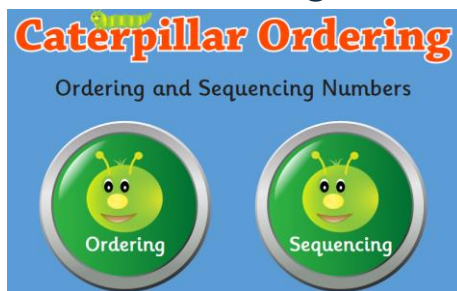 Caterpillar Ordering
Ordering and Sequencing Numbers
Ordering
Sequencing